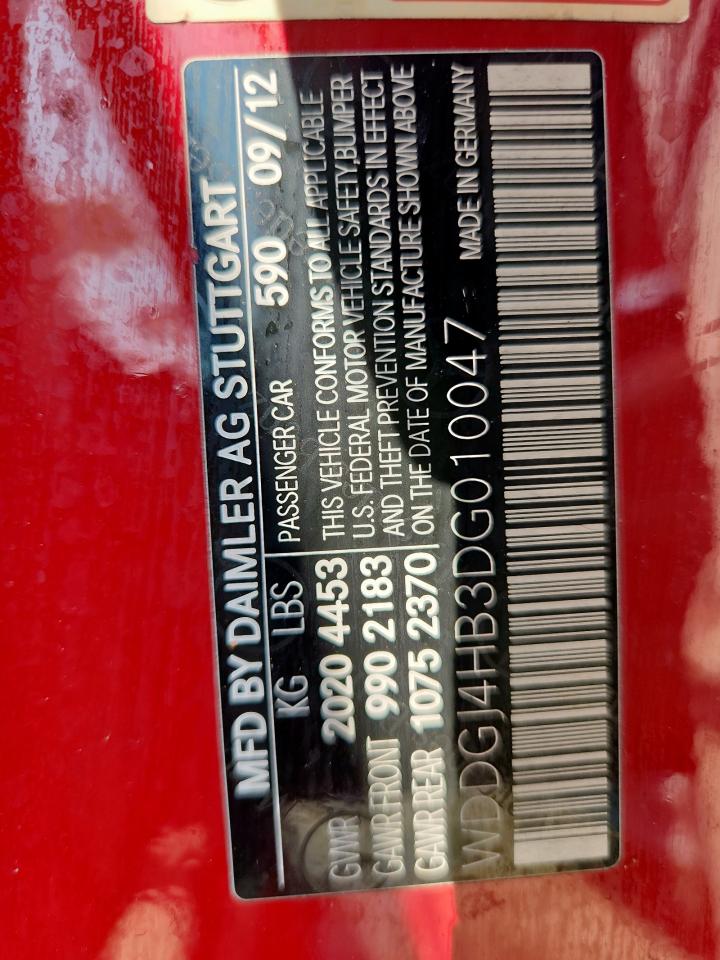 MFD BY DAIMLER AG STUTTGART
KG LBS
GVWR 2020 4453
GAWR FRONT 990 2183
GAWR REAR 1075 2370
PASSENGER CAR 590 09/12
THIS VEHICLE CONFORMS TO ALL APPLICABLE
U.S. FEDERAL MOTOR VEHICLE SAFETY,BUMPER
AND THEFT PREVENTION STANDARDS IN EFFECT
ON THE DATE OF MANUFACTURE SHOWN ABOVE
WDDGJ4HB3DG010047 MADE IN GERMANY